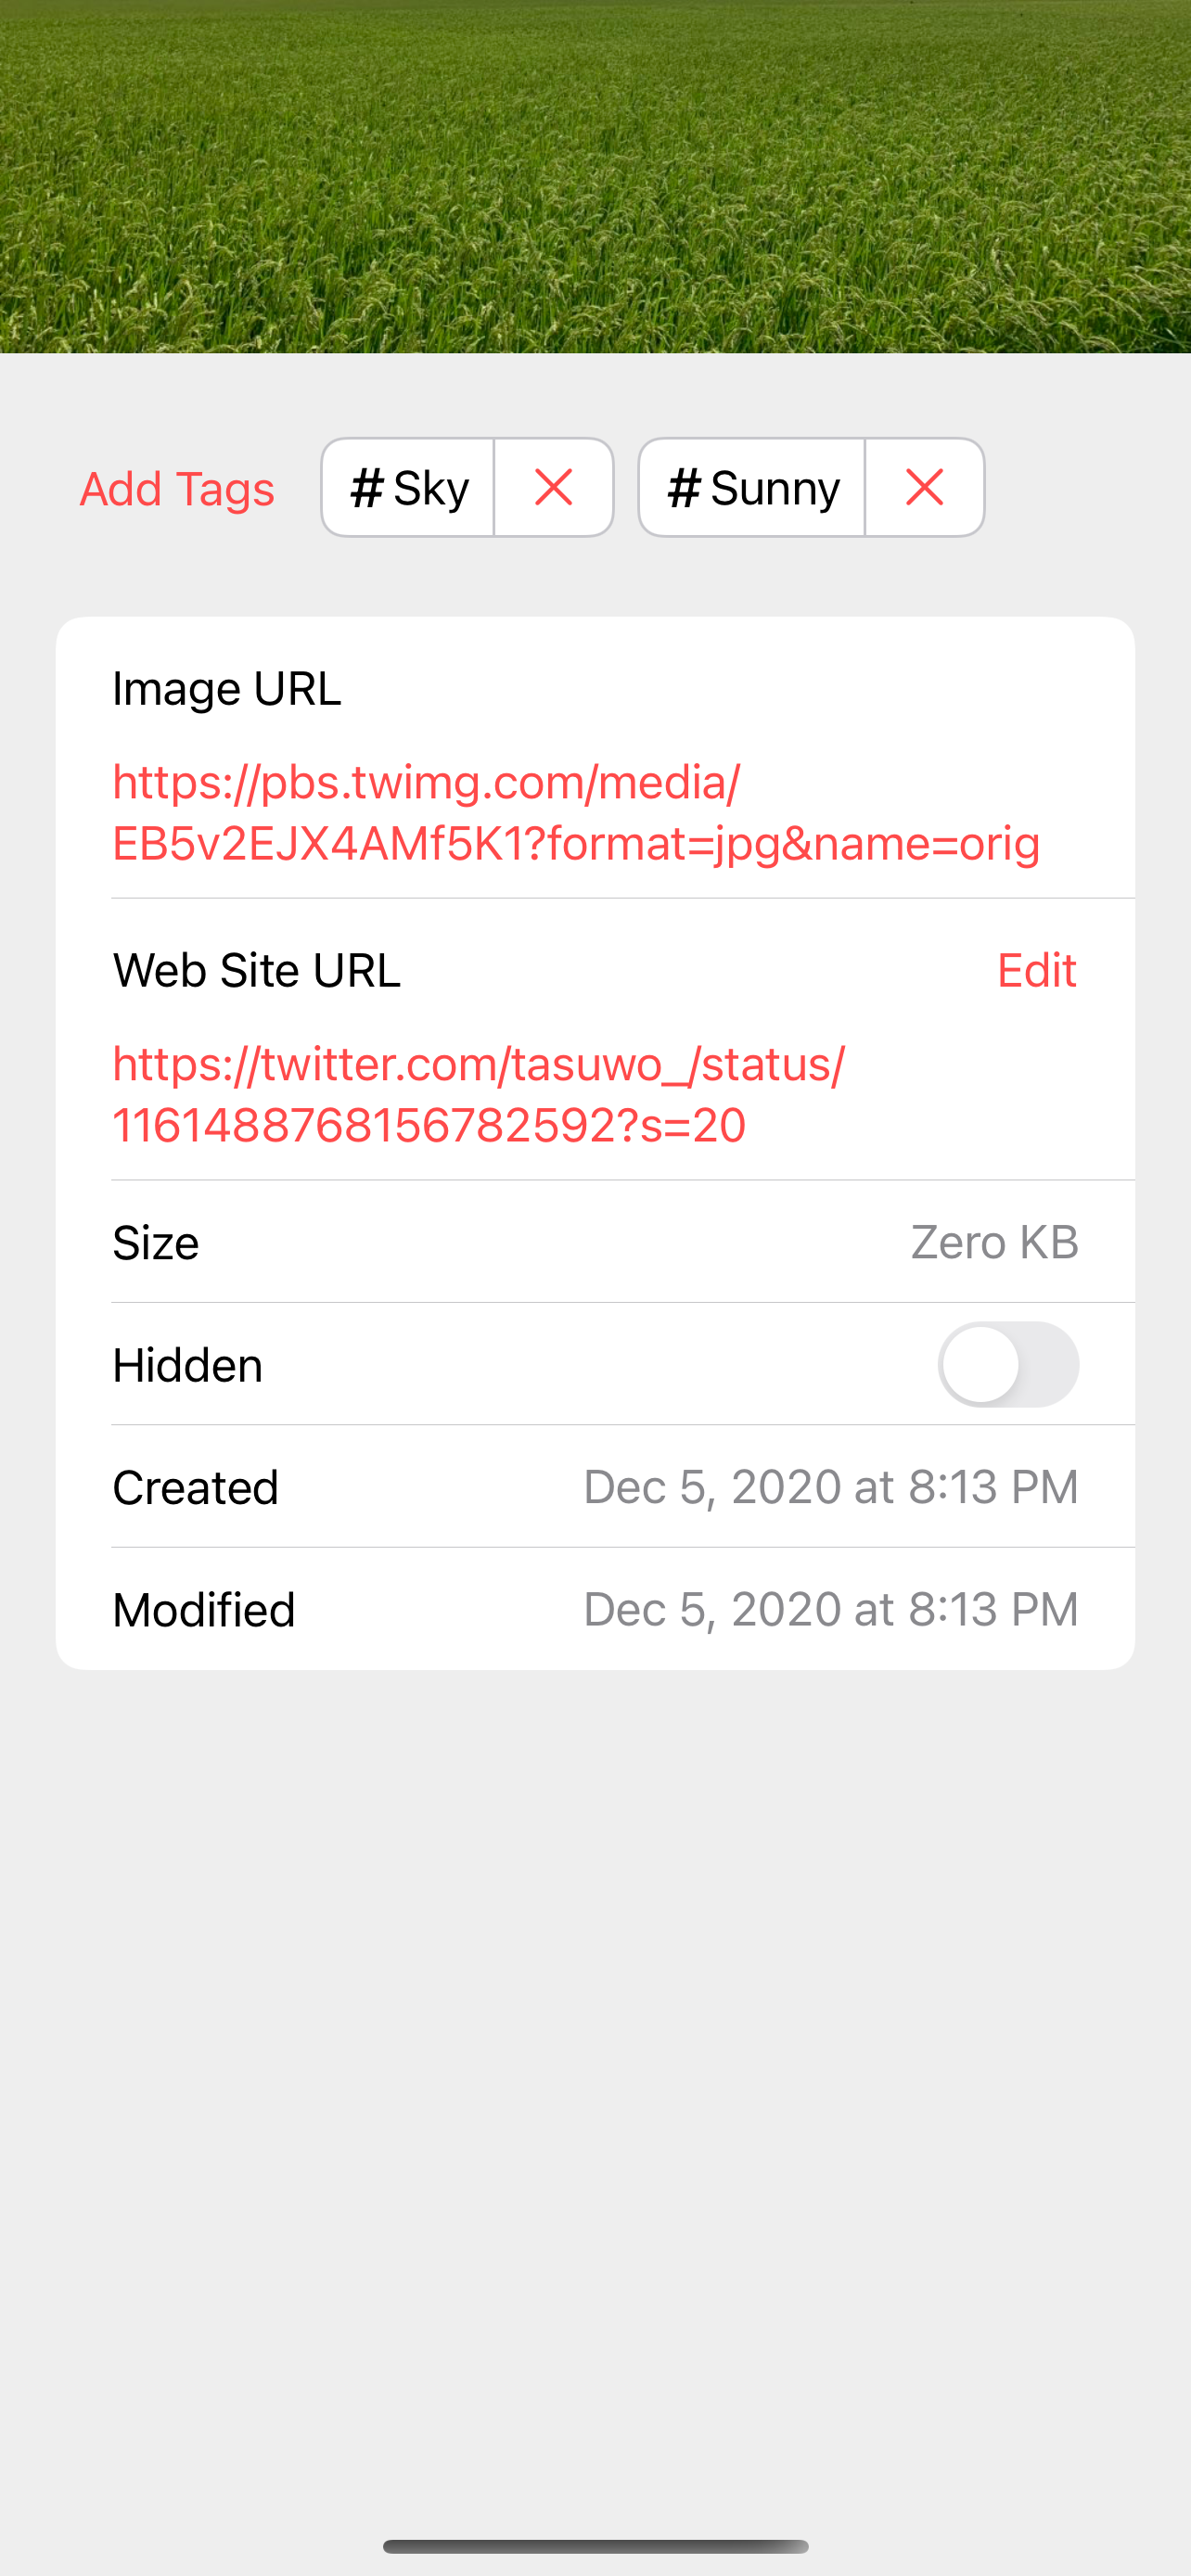 Add Tags #Sky #Sunny
Image URL
https://pbs.twimg.com/media/
EB5v2EJX4AMf5K1?format=jpg&name=orig
Web Site URL Edit
https://twitter.com/tasuwo_/status/
1161488768156782592?s=20
Size Zero KB
Hidden
Created Dec 5, 2020 at 8:13 PM
Modified Dec 5, 2020 at 8:13 PM